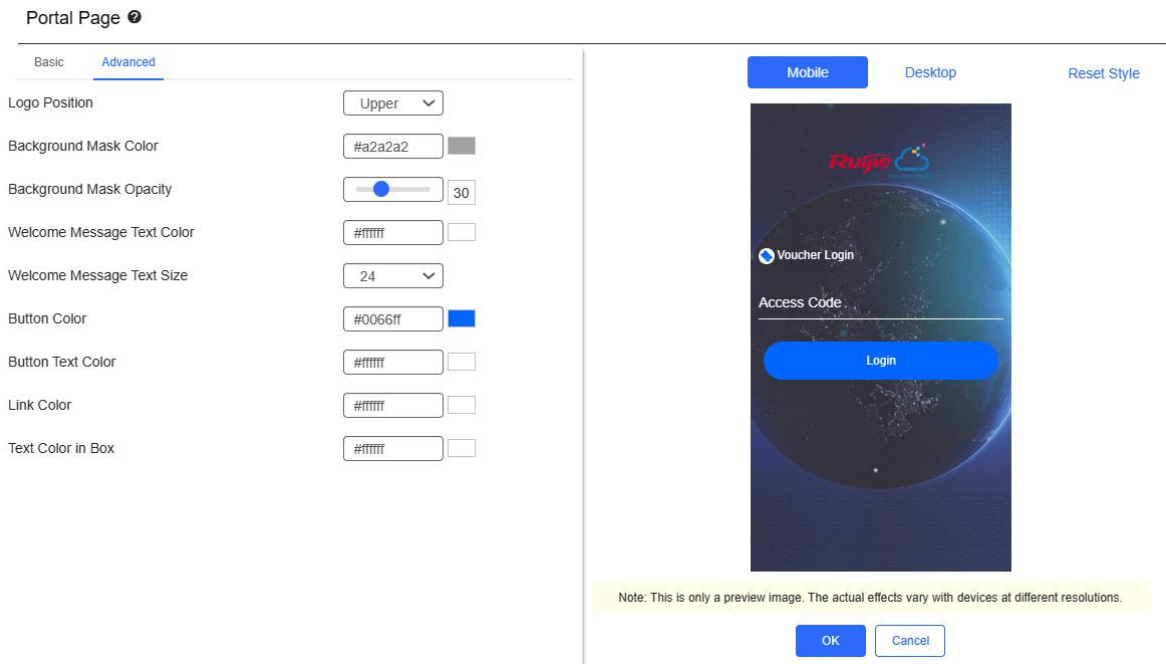 Portal Page
Basic Advanced
Logo Position Upper
Background Mask Color #a2a2a2
Background Mask Opacity 30
Welcome Message Text Color #ffffff
Welcome Message Text Size 24
Button Color #0066ff
Button Text Color #ffffff
Link Color #ffffff
Text Color in Box #ffffff
Mobile Desktop Reset Style
Ruijie
Voucher Login
Access Code
Login
Note: This is only a preview image. The actual effects vary with devices at different resolutions.
OK Cancel